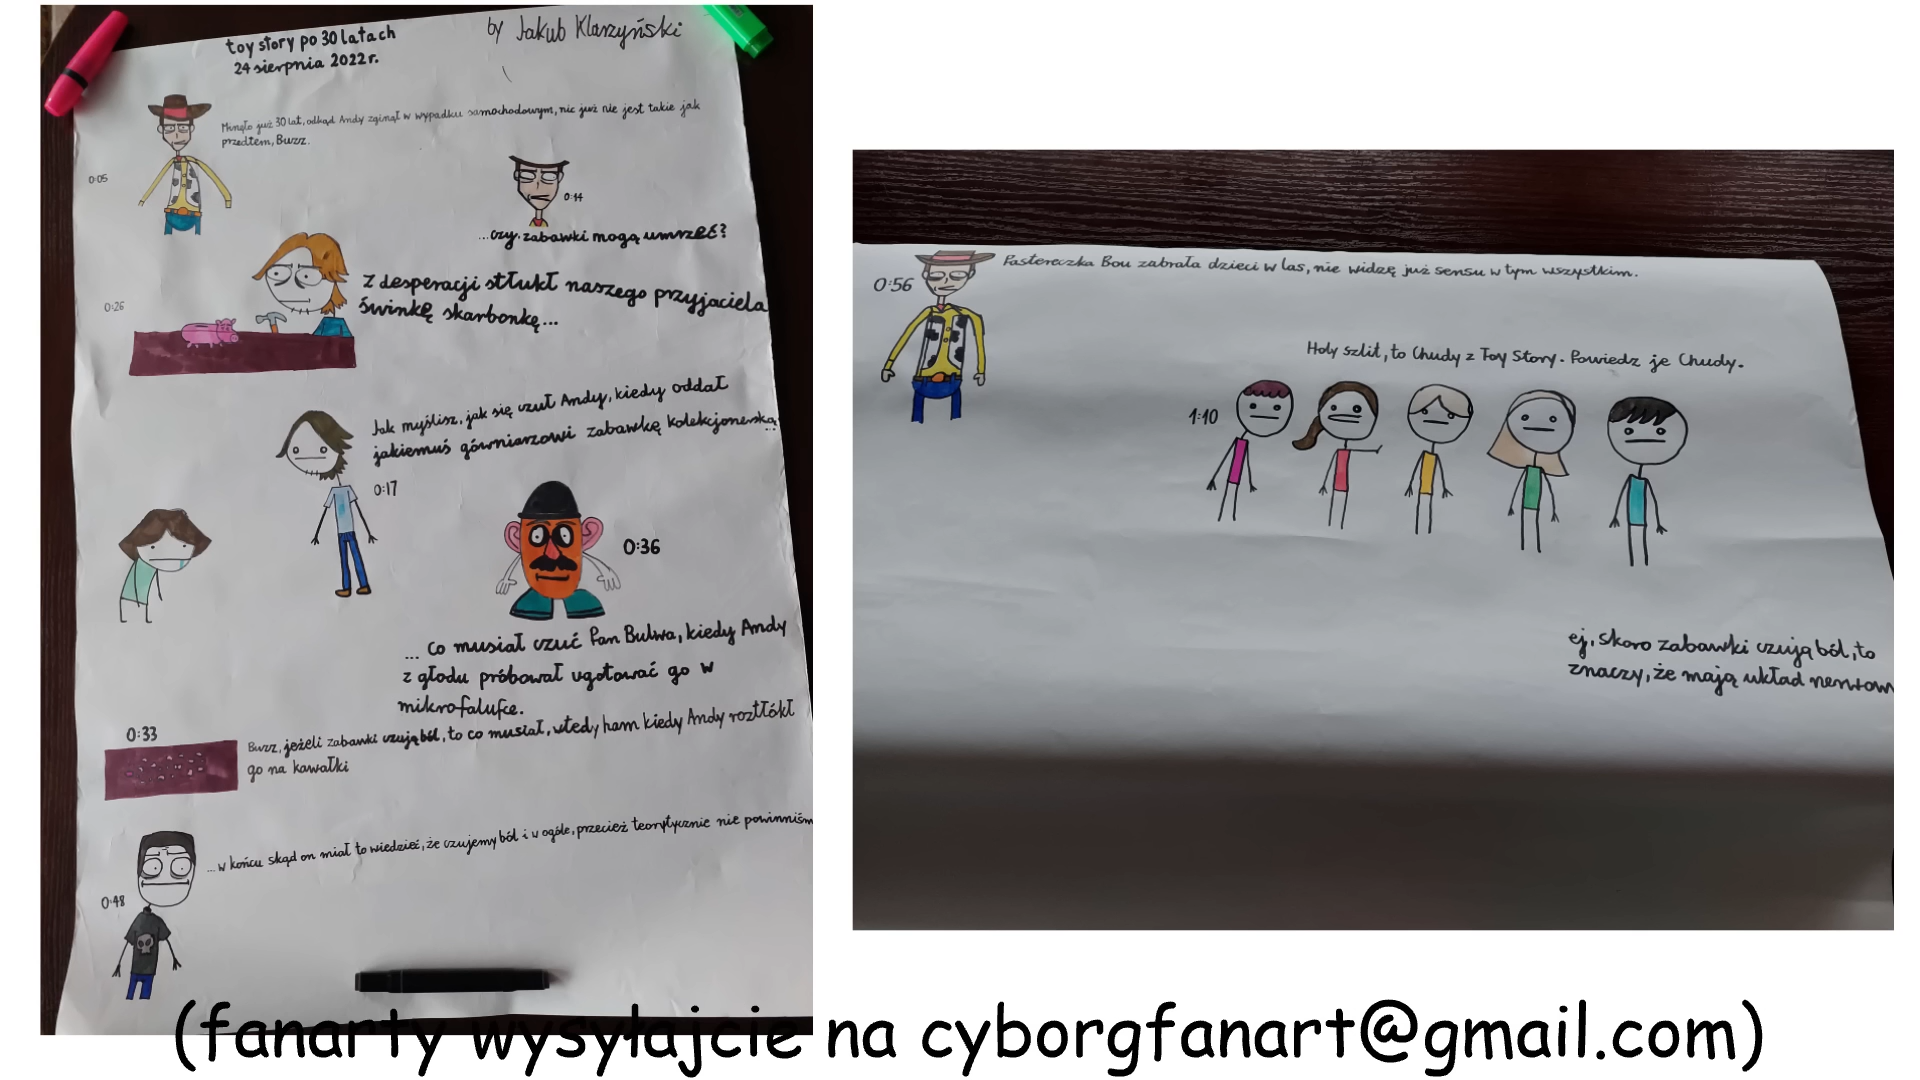 toy story po 30 latach
24 sierpnia 2022 r.
by Jakub Klarzyński
Minęło już 30 lat, odkąd Andy zginął w wypadku samochodowym, nic już nie jest takie jak
przedtem, Buzz.
0:05
0:14
...czy zabawki mogą umrzeć?
Z desperacji stłukł naszego przyjaciela
świnkę skarbonkę...
0:26
Jak myślisz, jak się czuł Andy, kiedy oddał
jakiemuś gówniarzowi zabawkę kolekcjonerską
...
0:17
0:36
... co musiał czuć Pan Bulwa, kiedy Andy
z głodu próbował ugotować go w
mikrofalufce.
0:33
Buzz, jeżeli zabawki czują ból, to co musiał, wtedy ham kiedy Andy roztłókł
go na kawałki
...w końcu skąd on miał to wiedzieć, że czujemy ból i w ogóle, przecież teorytycznie nie powinniśm
0:48
0:56
Pastereczka Bou zabrała dzieci w las, nie widzę już sensu w tym wszystkim.
Holy szlit, to Chudy z Toy Story. Powiedz je Chudy.
1:10
ej, skoro zabawki czują ból, to
znaczy, że mają układ nerwow
(fanarty wysyłajcie na cyborgfanart@gmail.com)